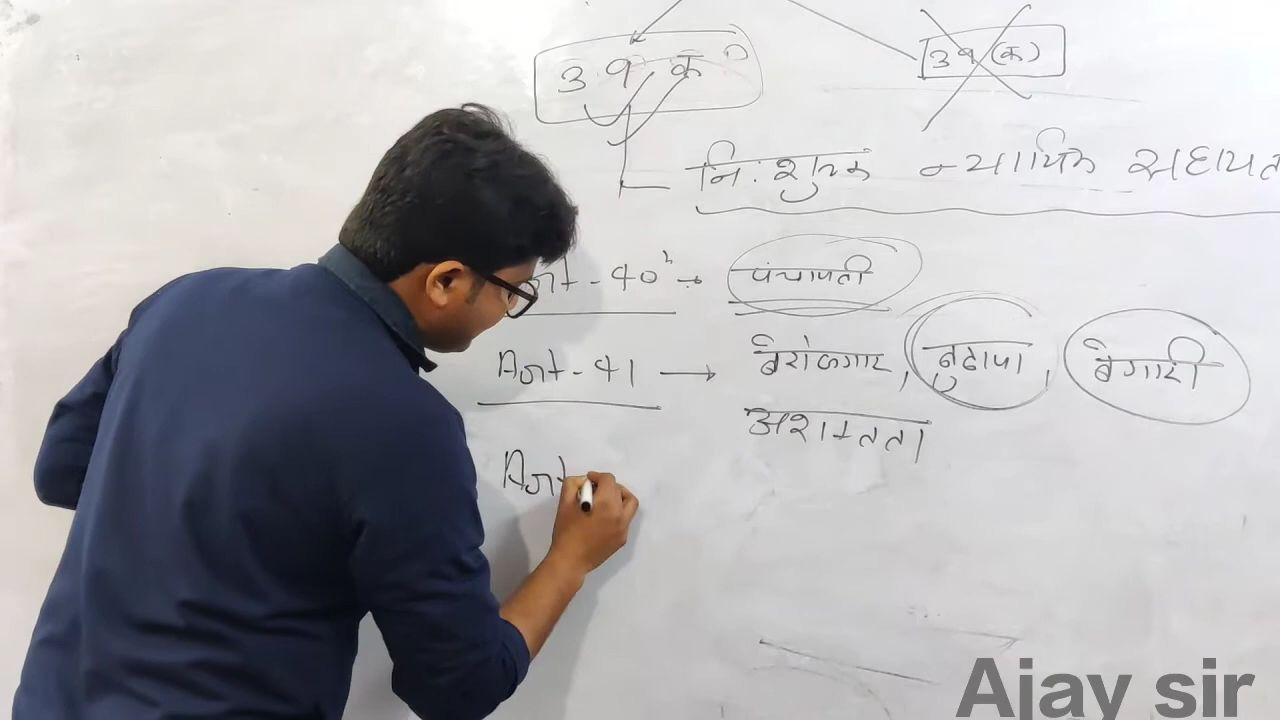 39 क 39 (क)
नि:शुल्क न्यायिक सहायत
Art - 40 → पंचायती
Art - 41 → बेरोजगार, बुढापा, बेगारी
अशक्तता
Art
Ajay sir